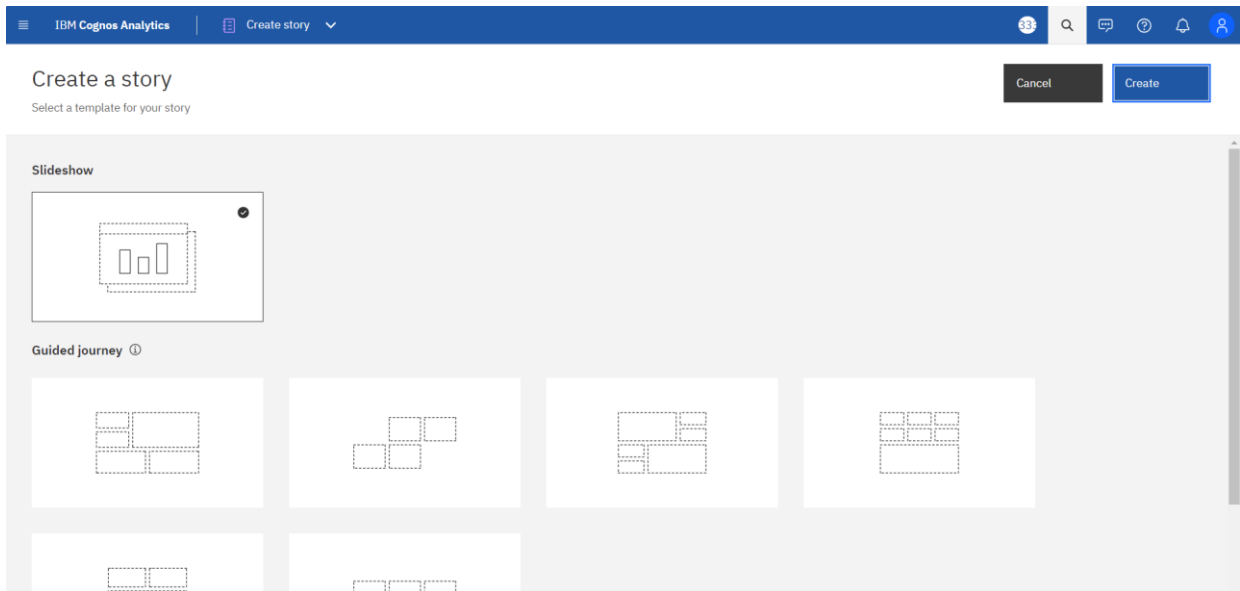 IBM Cognos Analytics
Create story
Create a story
Select a template for your story
Cancel
Create
Slideshow
Guided journey